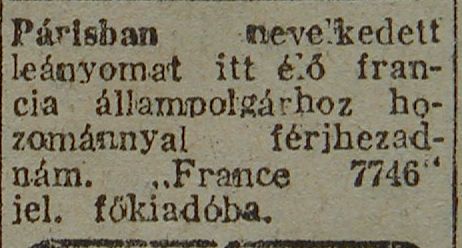 Párisban nevelkedett
leányomat itt élő fran-
cia állampolgárhoz ho-
zománnyal férjhezad-
nám. „France 7746"
jel. főkiadóba.